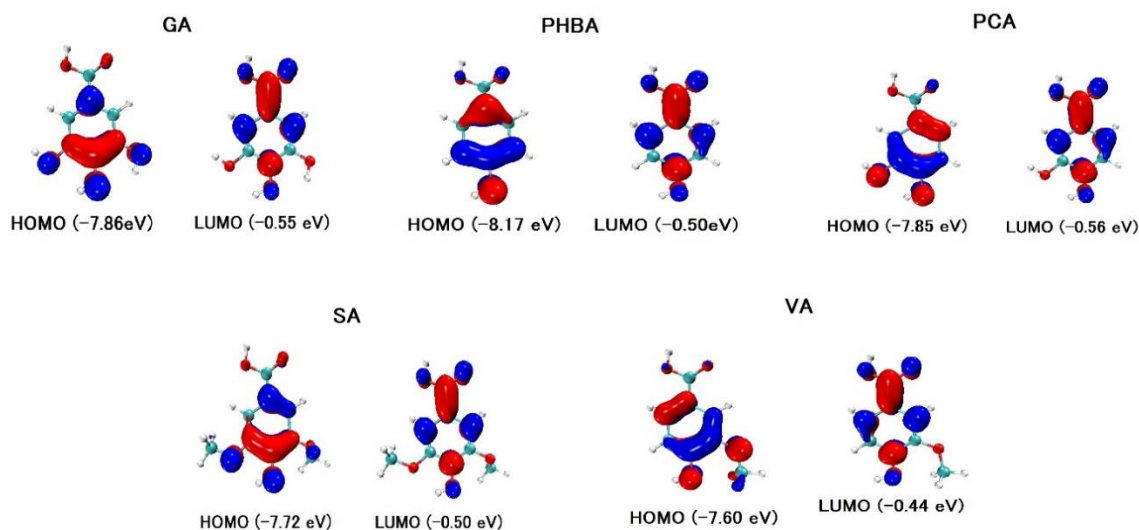 GA
PHBA
PCA
HOMO (-7.86eV)
LUMO (-0.55 eV)
HOMO (-8.17 eV)
LUMO (-0.50eV)
HOMO (-7.85 eV)
LUMO (-0.56 eV)
SA
VA
HOMO (-7.72 eV)
LUMO (-0.50 eV)
HOMO (-7.60 eV)
LUMO (-0.44 eV)